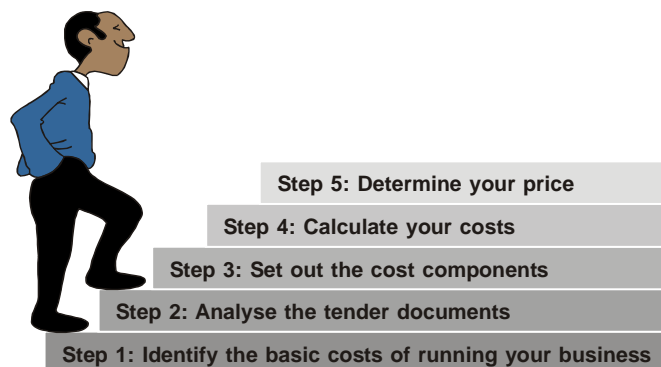 Step 5: Determine your price
Step 4: Calculate your costs
Step 3: Set out the cost components
Step 2: Analyse the tender documents
Step 1: Identify the basic costs of running your business